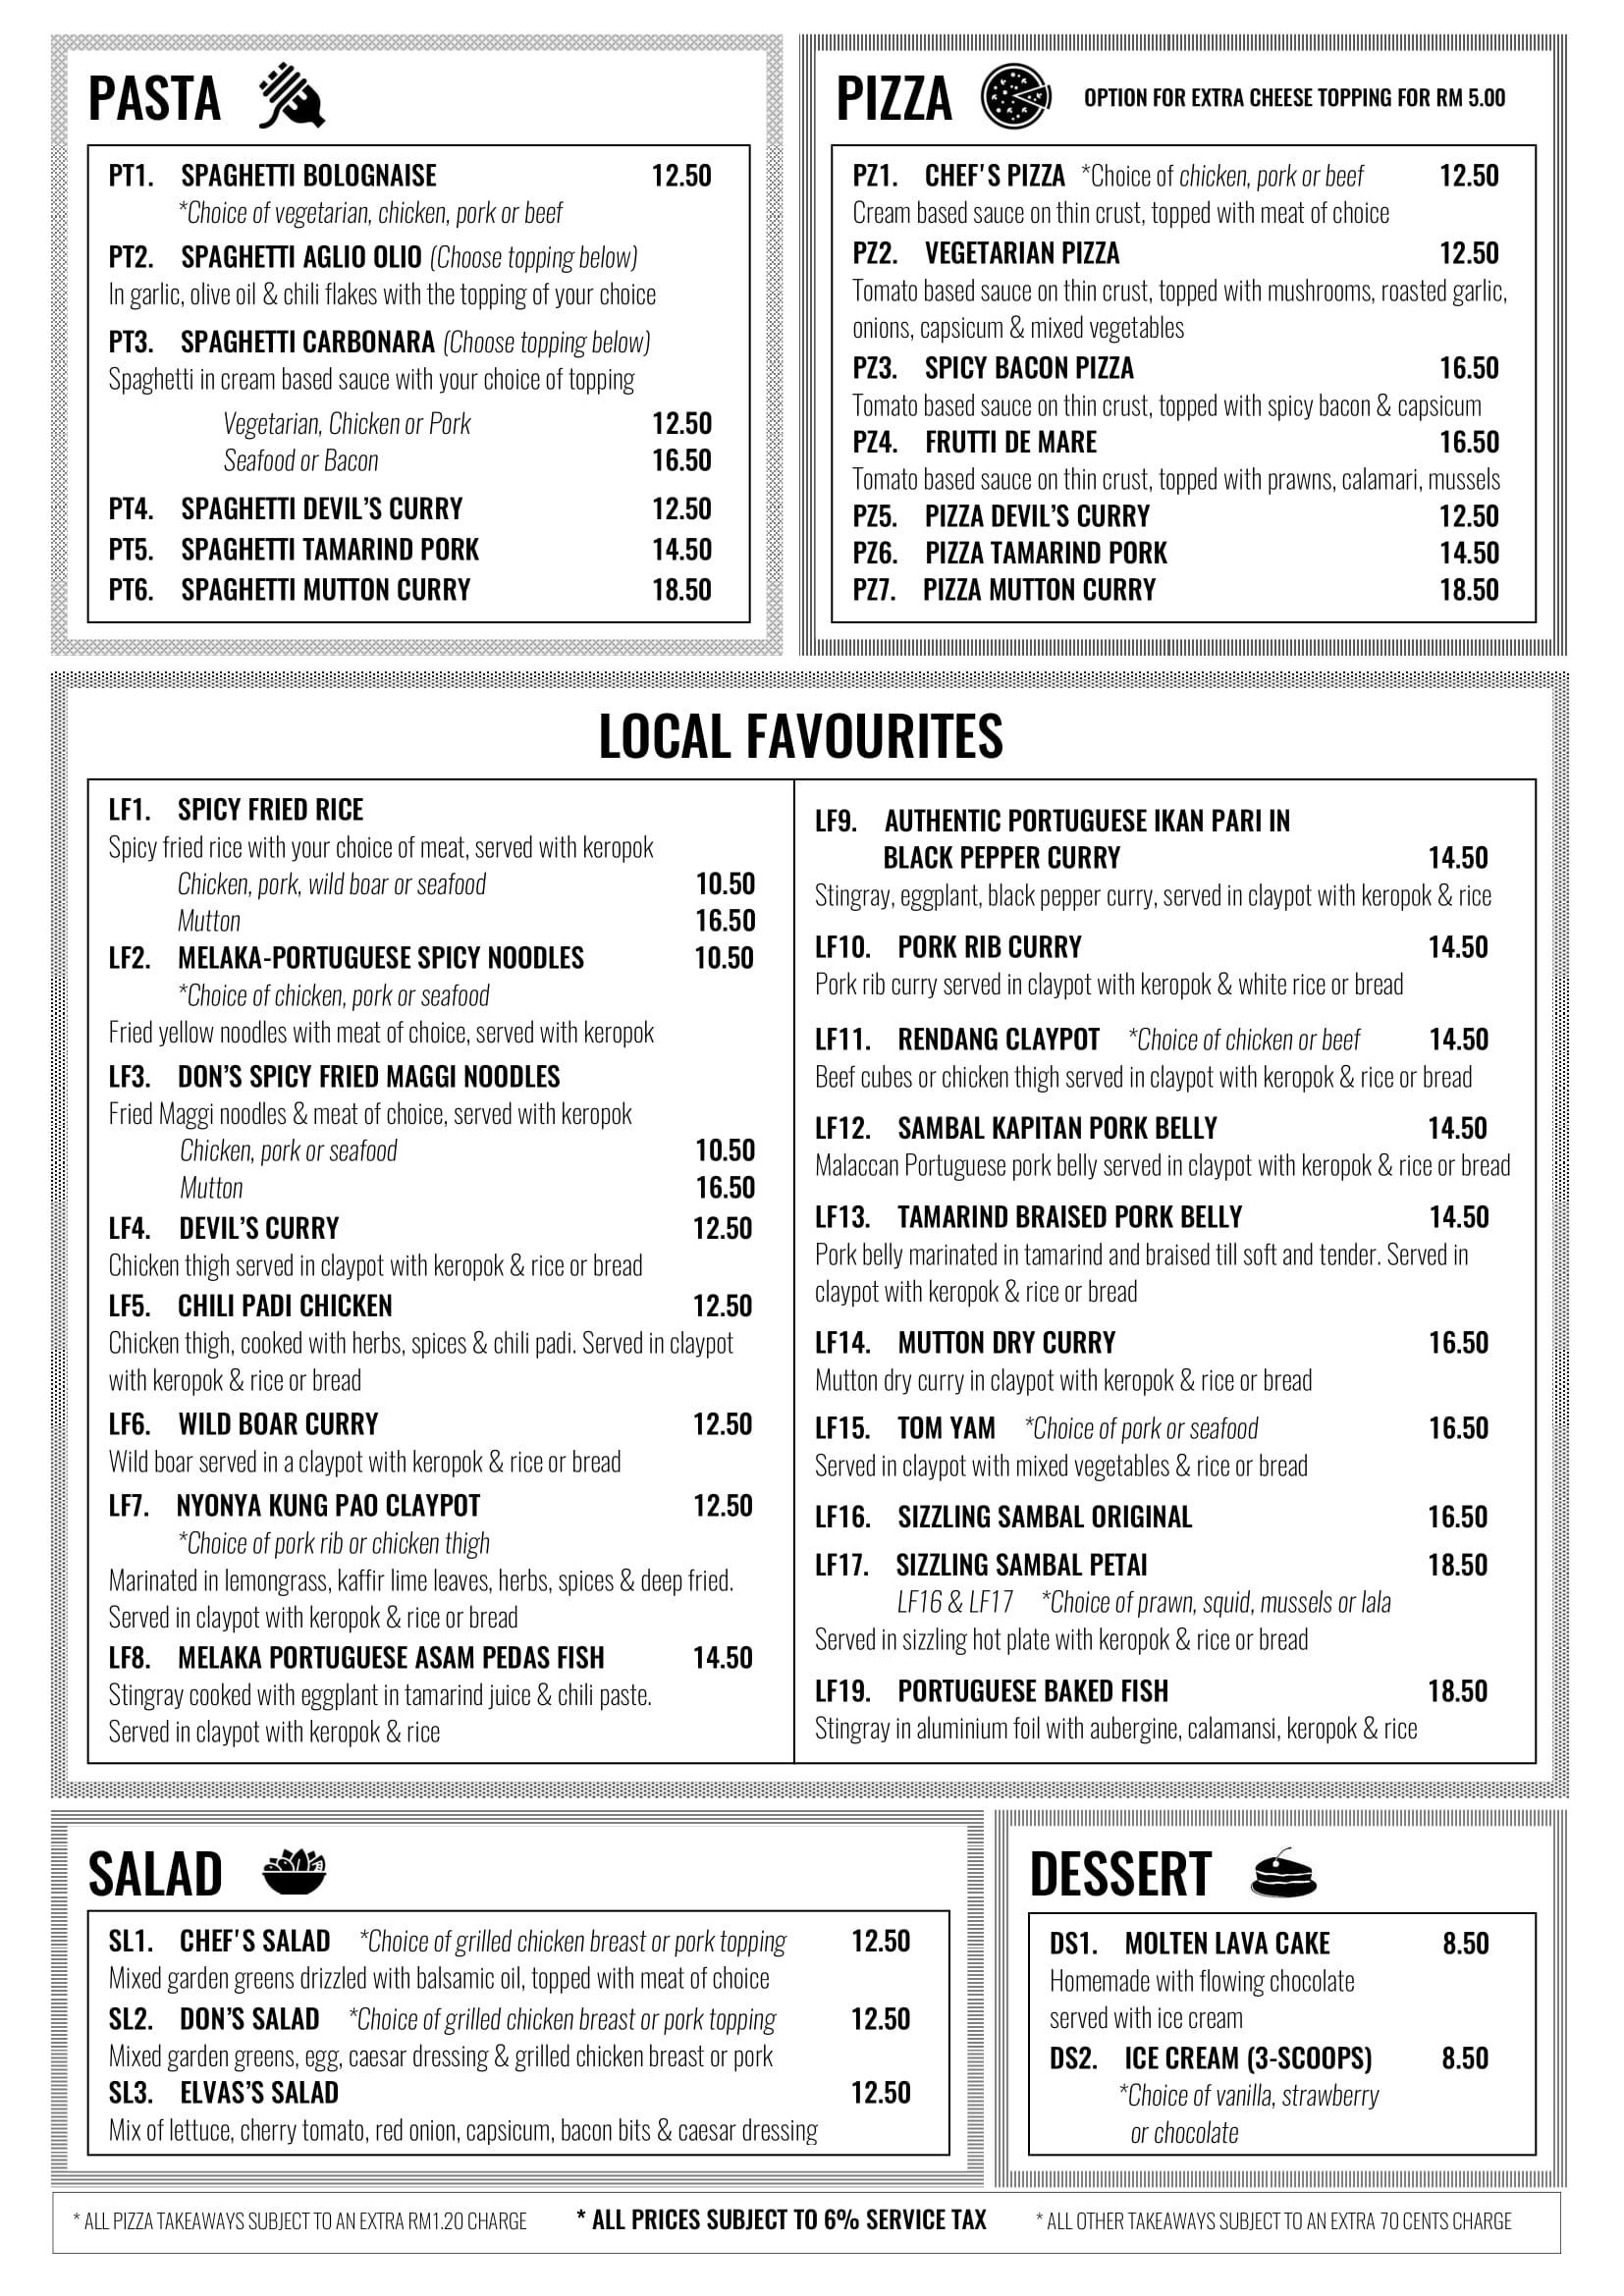 PASTA
PT1. SPAGHETTI BOLOGNAISE 12.50
*Choice of vegetarian, chicken, pork or beef
PT2. SPAGHETTI AGLIO OLIO (Choose topping below)
In garlic, olive oil & chili flakes with the topping of your choice
PT3. SPAGHETTI CARBONARA (Choose topping below)
Spaghetti in cream based sauce with your choice of topping
Vegetarian, Chicken or Pork 12.50
Seafood or Bacon 16.50
PT4. SPAGHETTI DEVIL’S CURRY 12.50
PT5. SPAGHETTI TAMARIND PORK 14.50
PT6. SPAGHETTI MUTTON CURRY 18.50
PIZZA OPTION FOR EXTRA CHEESE TOPPING FOR RM 5.00
PZ1. CHEF'S PIZZA *Choice of chicken, pork or beef 12.50
Cream based sauce on thin crust, topped with meat of choice
PZ2. VEGETARIAN PIZZA 12.50
Tomato based sauce on thin crust, topped with mushrooms, roasted garlic,
onions, capsicum & mixed vegetables
PZ3. SPICY BACON PIZZA 16.50
Tomato based sauce on thin crust, topped with spicy bacon & capsicum
PZ4. FRUTTI DE MARE 16.50
Tomato based sauce on thin crust, topped with prawns, calamari, mussels
PZ5. PIZZA DEVIL’S CURRY 12.50
PZ6. PIZZA TAMARIND PORK 14.50
PZ7. PIZZA MUTTON CURRY 18.50
LOCAL FAVOURITES
LF1. SPICY FRIED RICE
Spicy fried rice with your choice of meat, served with keropok
Chicken, pork, wild boar or seafood 10.50
Mutton 16.50
LF2. MELAKA-PORTUGUESE SPICY NOODLES 10.50
*Choice of chicken, pork or seafood
Fried yellow noodles with meat of choice, served with keropok
LF3. DON’S SPICY FRIED MAGGI NOODLES
Fried Maggi noodles & meat of choice, served with keropok
Chicken, pork or seafood 10.50
Mutton 16.50
LF4. DEVIL’S CURRY 12.50
Chicken thigh served in claypot with keropok & rice or bread
LF5. CHILI PADI CHICKEN 12.50
Chicken thigh, cooked with herbs, spices & chili padi. Served in claypot
with keropok & rice or bread
LF6. WILD BOAR CURRY 12.50
Wild boar served in a claypot with keropok & rice or bread
LF7. NYONYA KUNG PAO CLAYPOT 12.50
*Choice of pork rib or chicken thigh
Marinated in lemongrass, kaffir lime leaves, herbs, spices & deep fried.
Served in claypot with keropok & rice or bread
LF8. MELAKA PORTUGUESE ASAM PEDAS FISH 14.50
Stingray cooked with eggplant in tamarind juice & chili paste.
Served in claypot with keropok & rice
LF9. AUTHENTIC PORTUGUESE IKAN PARI IN
BLACK PEPPER CURRY 14.50
Stingray, eggplant, black pepper curry, served in claypot with keropok & rice
LF10. PORK RIB CURRY 14.50
Pork rib curry served in claypot with keropok & white rice or bread
LF11. RENDANG CLAYPOT *Choice of chicken or beef 14.50
Beef cubes or chicken thigh served in claypot with keropok & rice or bread
LF12. SAMBAL KAPITAN PORK BELLY 14.50
Malaccan Portuguese pork belly served in claypot with keropok & rice or bread
LF13. TAMARIND BRAISED PORK BELLY 14.50
Pork belly marinated in tamarind and braised till soft and tender. Served in
claypot with keropok & rice or bread
LF14. MUTTON DRY CURRY 16.50
Mutton dry curry in claypot with keropok & rice or bread
LF15. TOM YAM *Choice of pork or seafood 16.50
Served in claypot with mixed vegetables & rice or bread
LF16. SIZZLING SAMBAL ORIGINAL 16.50
LF17. SIZZLING SAMBAL PETAI 18.50
LF16 & LF17 *Choice of prawn, squid, mussels or lala
Served in sizzling hot plate with keropok & rice or bread
LF19. PORTUGUESE BAKED FISH 18.50
Stingray in aluminium foil with aubergine, calamansi, keropok & rice
SALAD
SL1. CHEF'S SALAD *Choice of grilled chicken breast or pork topping 12.50
Mixed garden greens drizzled with balsamic oil, topped with meat of choice
SL2. DON’S SALAD *Choice of grilled chicken breast or pork topping 12.50
Mixed garden greens, egg, caesar dressing & grilled chicken breast or pork
SL3. ELVAS’S SALAD 12.50
Mix of lettuce, cherry tomato, red onion, capsicum, bacon bits & caesar dressing
DESSERT
DS1. MOLTEN LAVA CAKE 8.50
Homemade with flowing chocolate
served with ice cream
DS2. ICE CREAM (3-SCOOPS) 8.50
*Choice of vanilla, strawberry
or chocolate
* ALL PIZZA TAKEAWAYS SUBJECT TO AN EXTRA RM1.20 CHARGE * ALL PRICES SUBJECT TO 6% SERVICE TAX * ALL OTHER TAKEAWAYS SUBJECT TO AN EXTRA 70 CENTS CHARGE